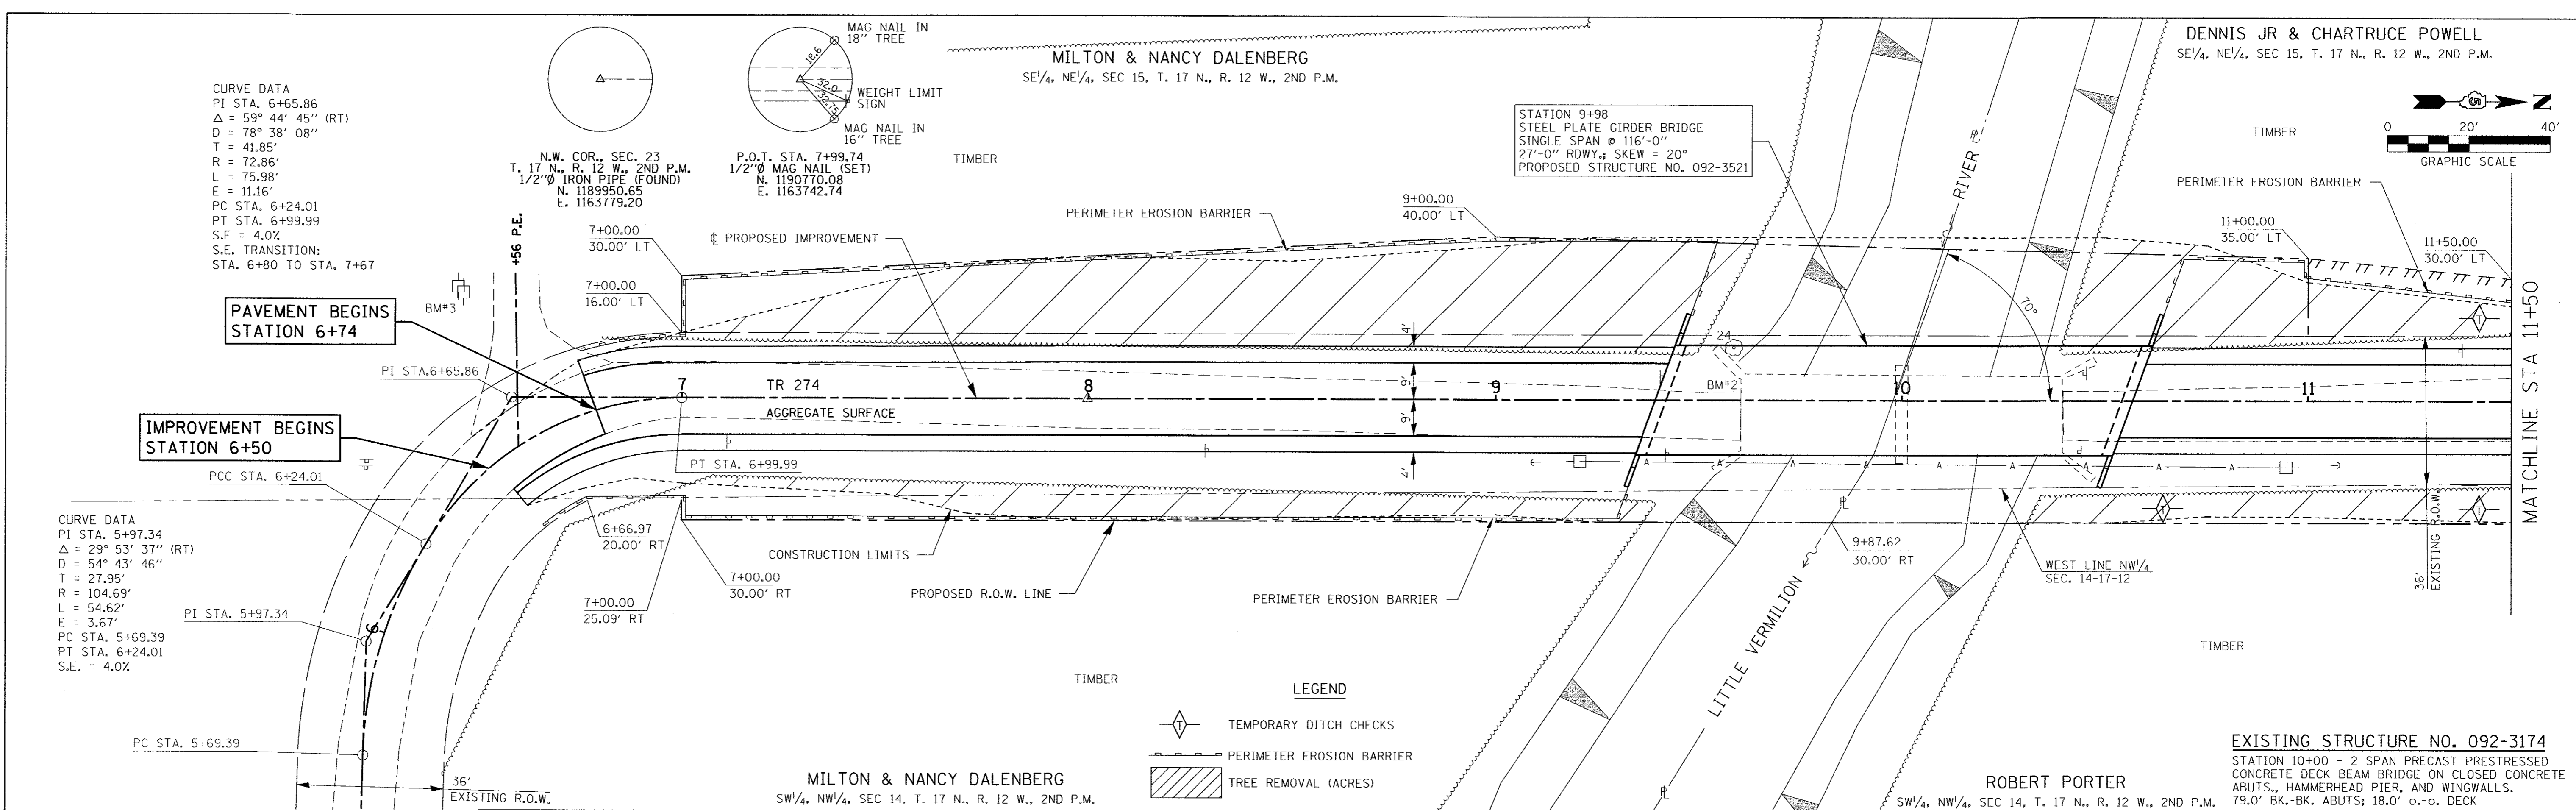 CURVE DATA
PI STA. 6+65.86
Δ = 59° 44' 45" (RT)
D = 78° 38' 08"
T = 41.85'
R = 72.86'
L = 75.98'
E = 11.16'
PC STA. 6+24.01
PT STA. 6+99.99
S.E = 4.0%
S.E. TRANSITION:
STA. 6+80 TO STA. 7+67
N.W. COR., SEC. 23
T. 17 N., R. 12 W., 2ND P.M.
1/2"Ø IRON PIPE (FOUND)
N. 1189950.65
E. 1163779.20
MAG NAIL IN
18" TREE
18.6
32.0
32.75
WEIGHT LIMIT
SIGN
MAG NAIL IN
16" TREE
P.O.T. STA. 7+99.74
1/2"Ø MAG NAIL (SET)
N. 1190770.08
E. 1163742.74
MILTON & NANCY DALENBERG
SE1/4, NE1/4, SEC 15, T. 17 N., R. 12 W., 2ND P.M.
TIMBER
STATION 9+98
STEEL PLATE GIRDER BRIDGE
SINGLE SPAN @ 116'-0"
27'-0" RDWY.; SKEW = 20°
PROPOSED STRUCTURE NO. 092-3521
DENNIS JR & CHARTRUCE POWELL
SE1/4, NE1/4, SEC 15, T. 17 N., R. 12 W., 2ND P.M.
N
TIMBER
0 20' 40'
GRAPHIC SCALE
PERIMETER EROSION BARRIER
11+00.00
35.00' LT
11+50.00
30.00' LT
MATCHLINE STA 11+50
RIVER
℄ PROPOSED IMPROVEMENT
PERIMETER EROSION BARRIER
9+00.00
40.00' LT
7+00.00
30.00' LT
7+00.00
16.00' LT
+56 P.E.
BM#3
PAVEMENT BEGINS
STATION 6+74
PI STA.6+65.86
IMPROVEMENT BEGINS
STATION 6+50
PCC STA. 6+24.01
7
TR 274
8
9
10
11
AGGREGATE SURFACE
4'
9'
9'
4'
24
BM#2
70°
T
PT STA. 6+99.99
A A A A A A A A
36'
EXISTING R.O.W.
6+66.97
20.00' RT
7+00.00
25.09' RT
7+00.00
30.00' RT
CONSTRUCTION LIMITS
PROPOSED R.O.W. LINE
PERIMETER EROSION BARRIER
9+87.62
30.00' RT
WEST LINE NW1/4
SEC. 14-17-12
T
T
LITTLE VERMILION
CURVE DATA
PI STA. 5+97.34
Δ = 29° 53' 37" (RT)
D = 54° 43' 46"
T = 27.95'
R = 104.69'
L = 54.62'
E = 3.67'
PC STA. 5+69.39
PT STA. 6+24.01
S.E. = 4.0%
PI STA. 5+97.34
6
PC STA. 5+69.39
36'
EXISTING R.O.W.
TIMBER
MILTON & NANCY DALENBERG
SW1/4, NW1/4, SEC 14, T. 17 N., R. 12 W., 2ND P.M.
LEGEND
T TEMPORARY DITCH CHECKS
PERIMETER EROSION BARRIER
TREE REMOVAL (ACRES)
TIMBER
ROBERT PORTER
SW1/4, NW1/4, SEC 14, T. 17 N., R. 12 W., 2ND P.M.
EXISTING STRUCTURE NO. 092-3174
STATION 10+00 - 2 SPAN PRECAST PRESTRESSED
CONCRETE DECK BEAM BRIDGE ON CLOSED CONCRETE
ABUTS., HAMMERHEAD PIER, AND WINGWALLS.
79.0' BK.-BK. ABUTS; 18.0' o.-o. DECK